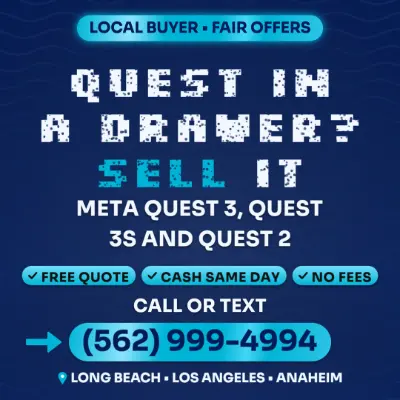 LOCAL BUYER • FAIR OFFERS
QUEST IN
A DRAWER?
SELL IT
META QUEST 3, QUEST
3S AND QUEST 2
✓ FREE QUOTE ✓ CASH SAME DAY ✓ NO FEES
CALL OR TEXT
(562) 999-4994
LONG BEACH • LOS ANGELES • ANAHEIM